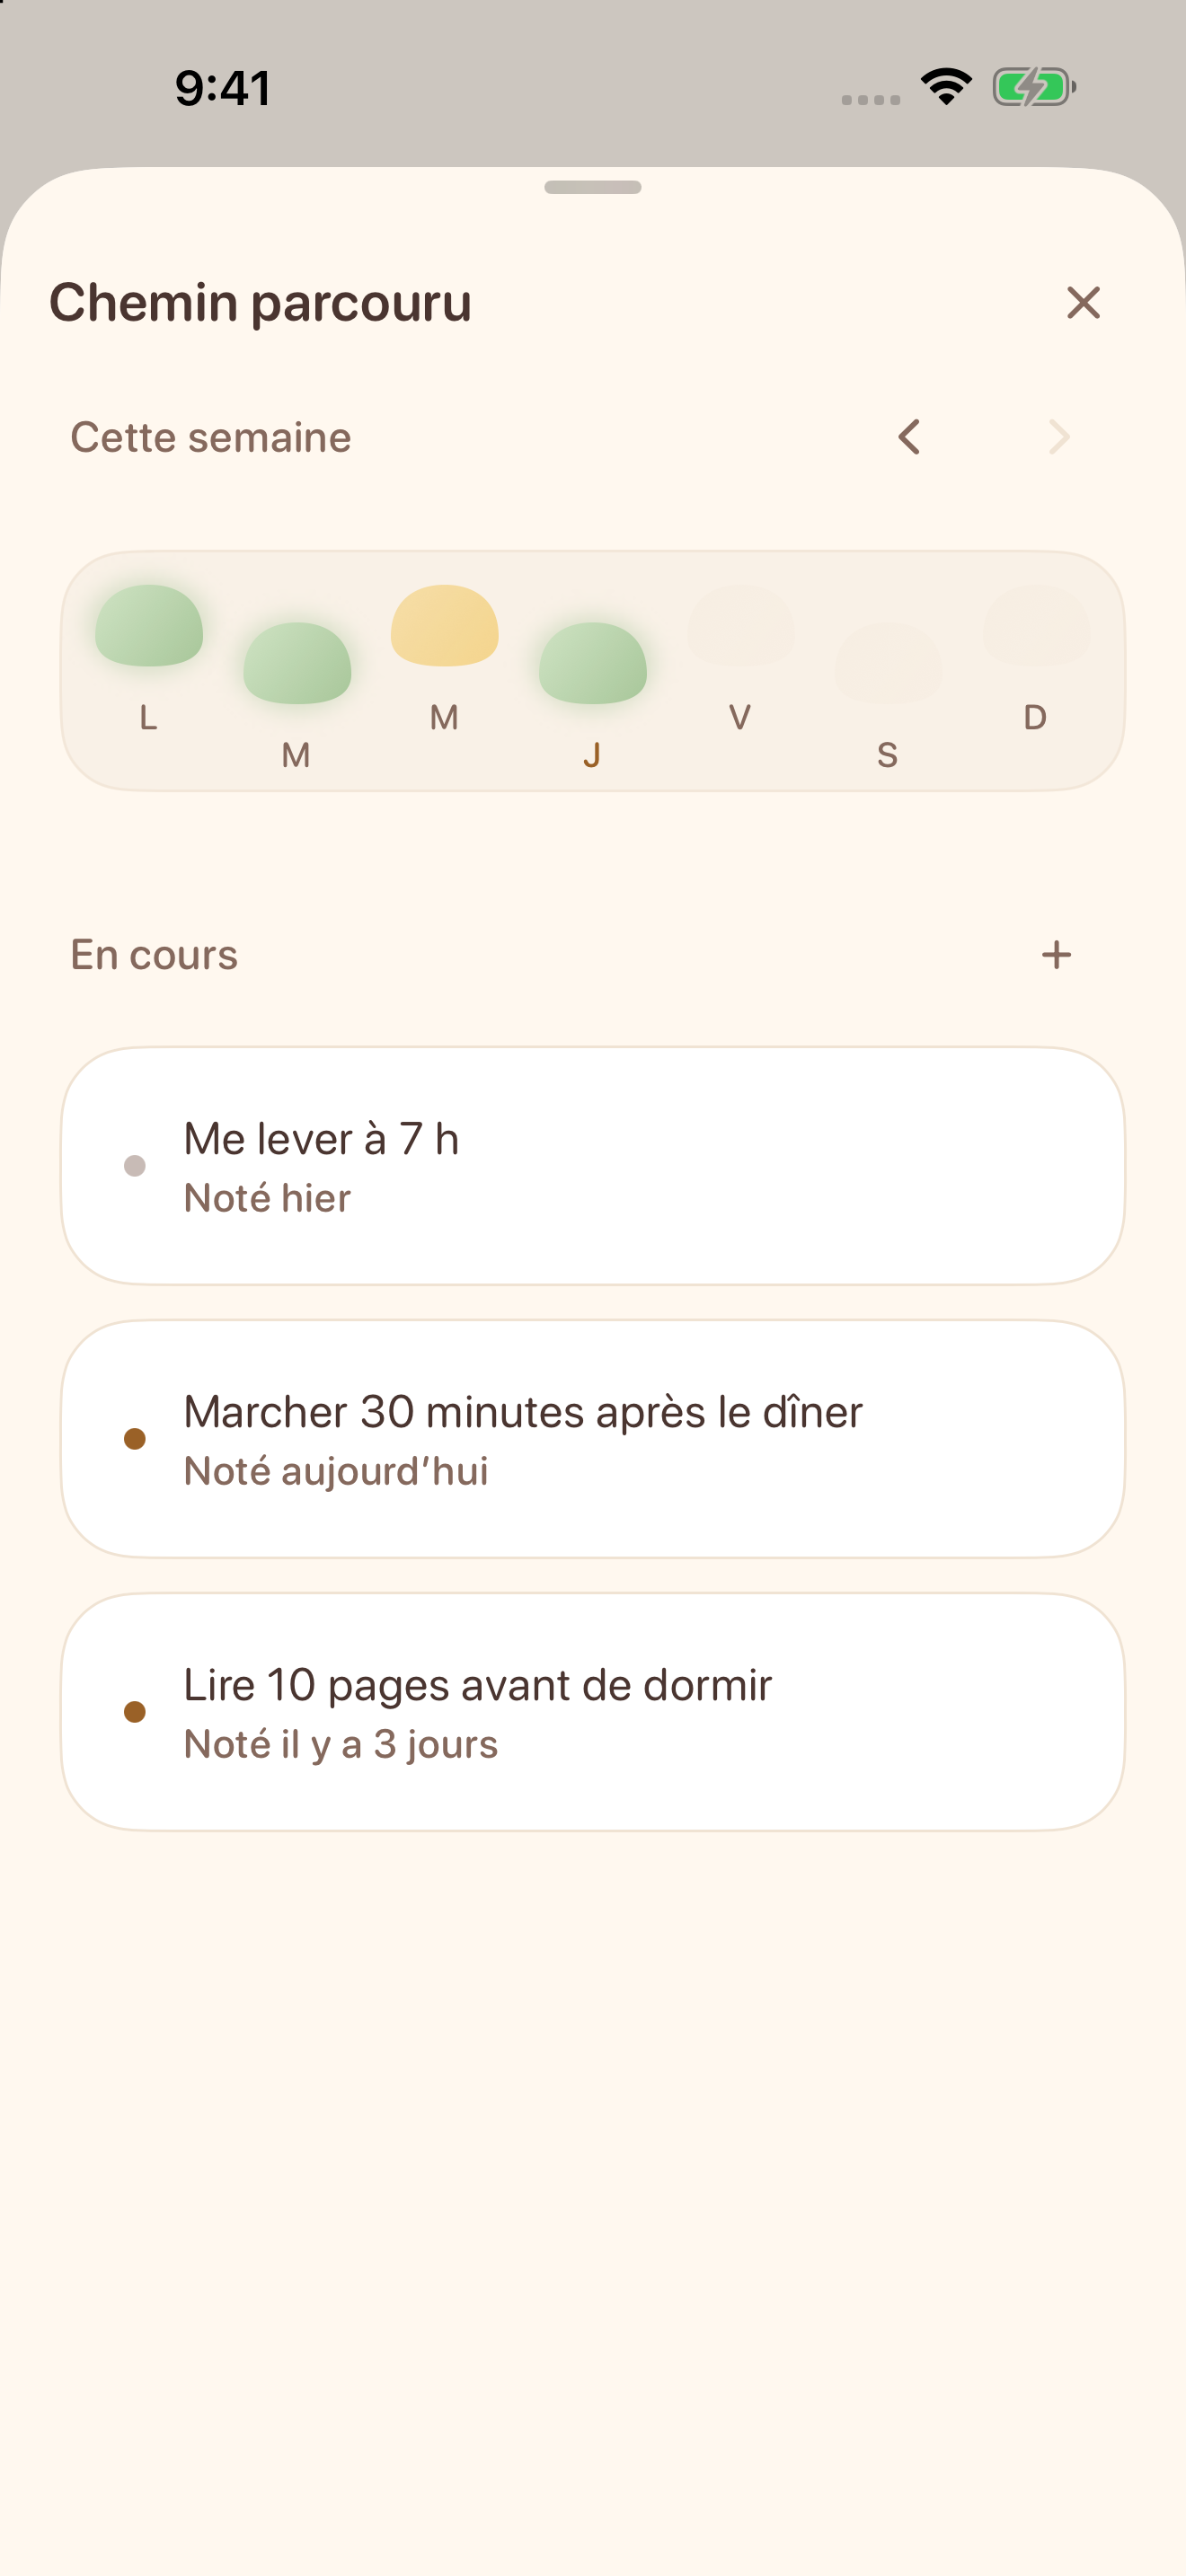 9:41
Chemin parcouru
Cette semaine
L
M
M
J
V
S
D
En cours
Me lever à 7 h
Noté hier
Marcher 30 minutes après le dîner
Noté aujourd’hui
Lire 10 pages avant de dormir
Noté il y a 3 jours